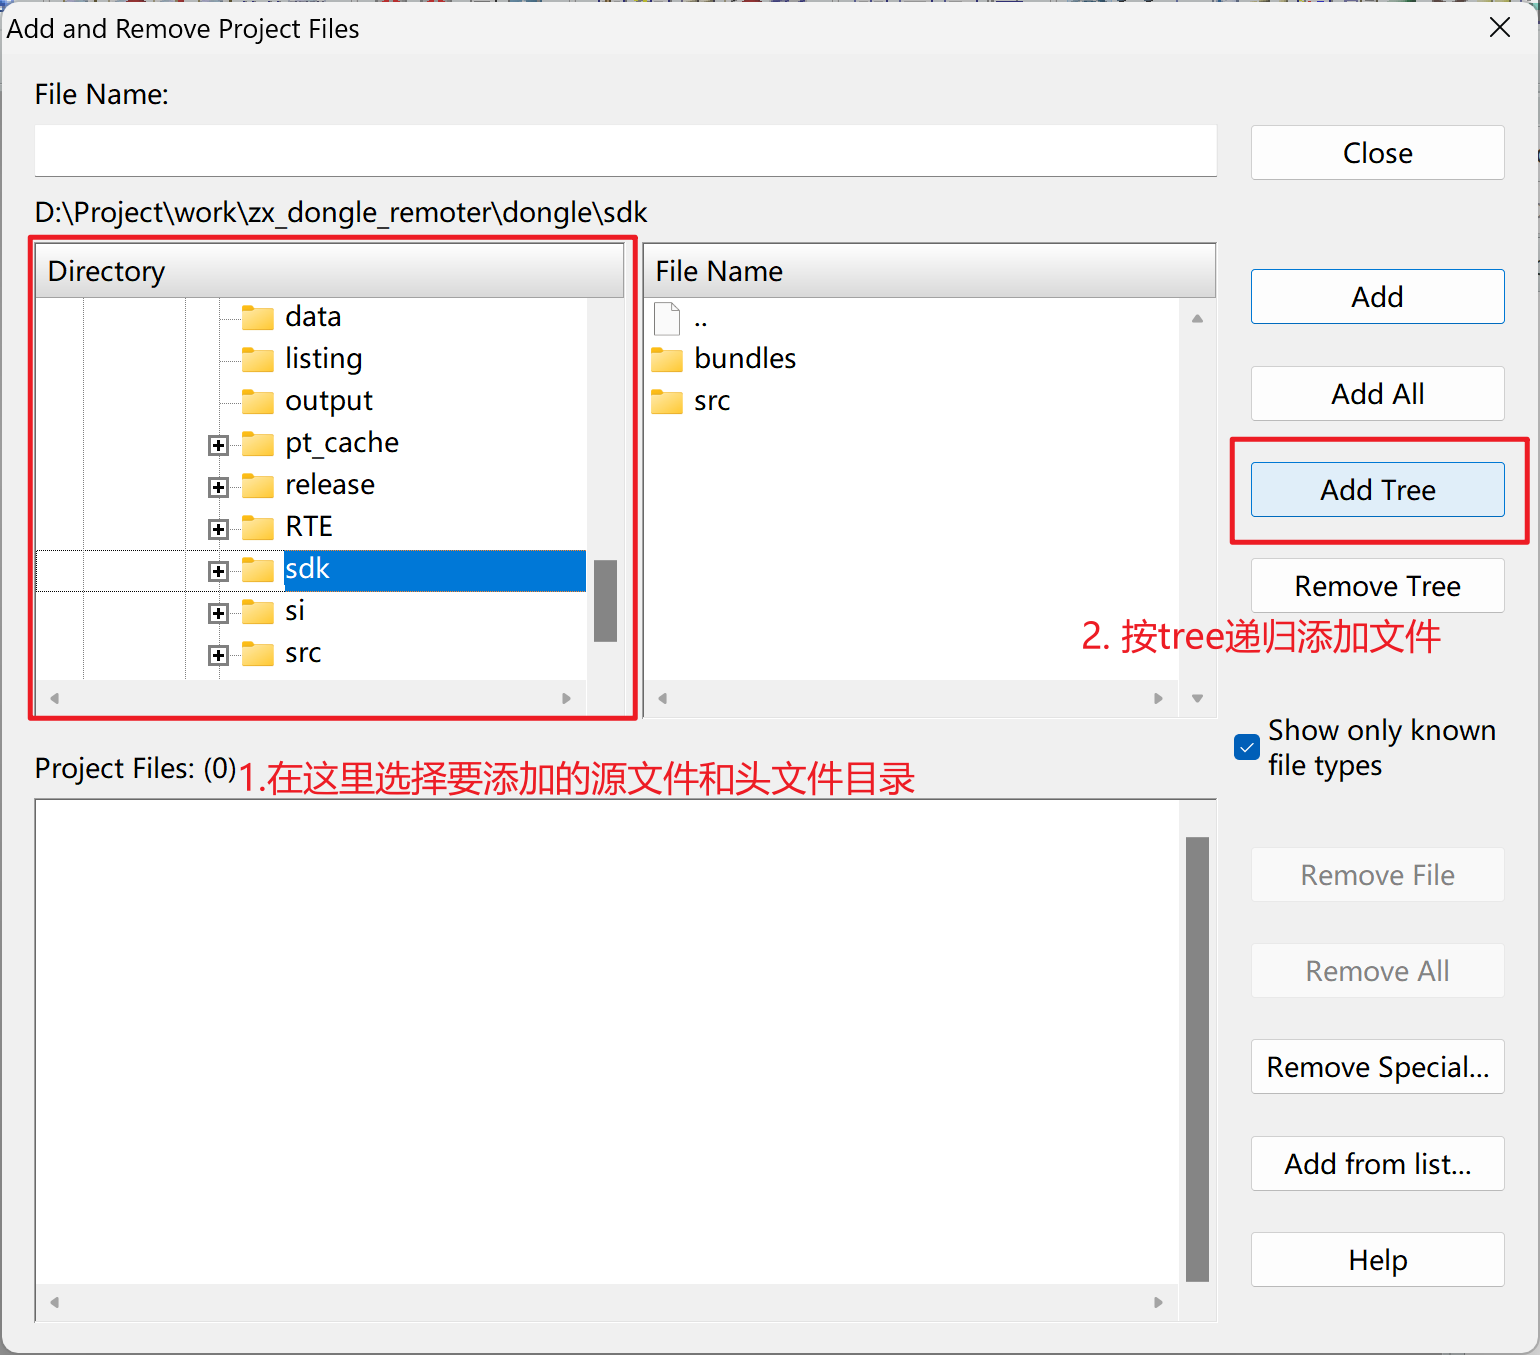 Add and Remove Project Files
File Name:
Close
D:\Project\work\zx_dongle_remoter\dongle\sdk
Directory
File Name
data
listing
output
pt_cache
release
RTE
sdk
si
src
..
bundles
src
Add
Add All
Add Tree
Remove Tree
2. 按tree递归添加文件
Show only known
file types
Project Files: (0)
1.在这里选择要添加的源文件和头文件目录
Remove File
Remove All
Remove Special...
Add from list...
Help